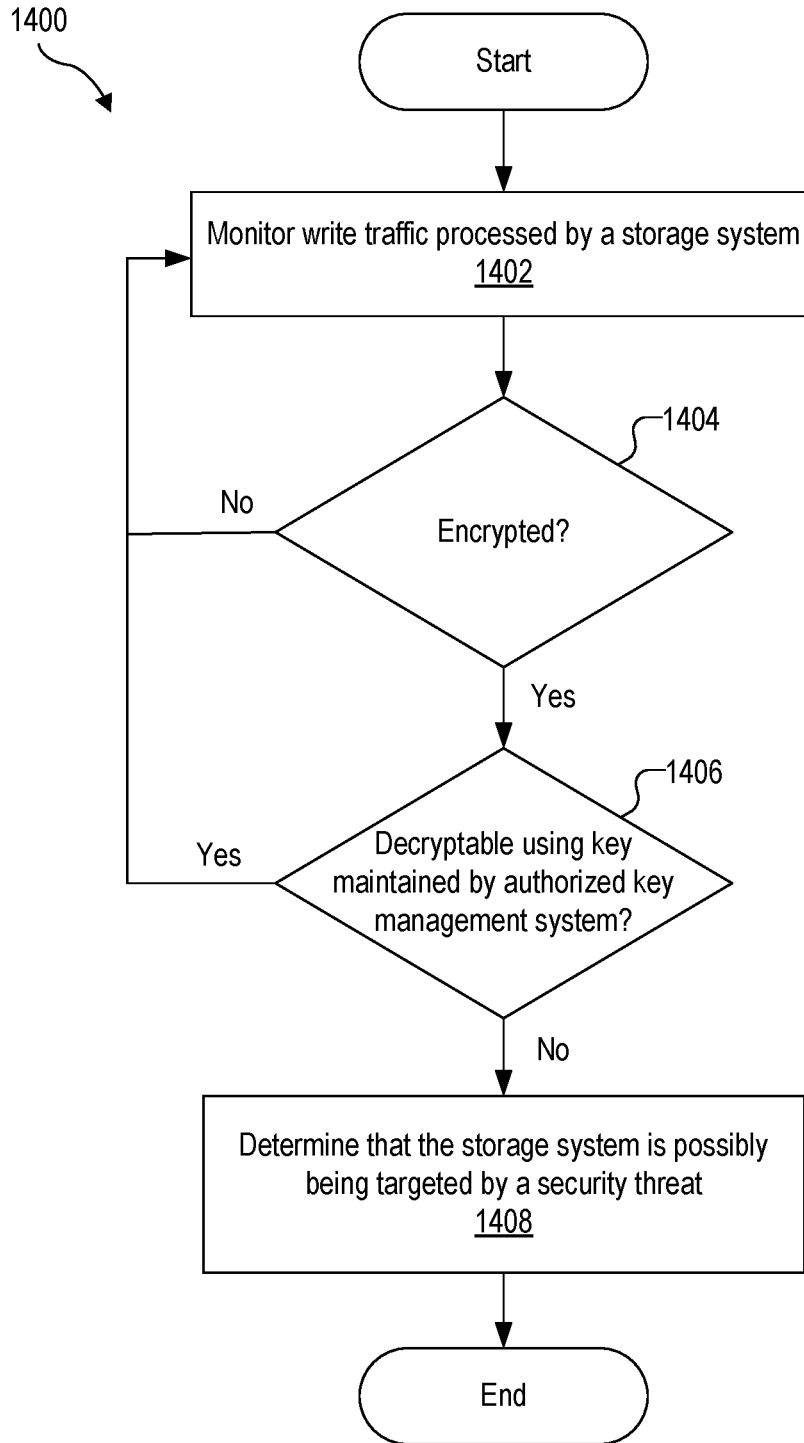 1400
Start
Monitor write traffic processed by a storage system
1402
1404
No
Encrypted?
Yes
1406
Yes
Decryptable using key
maintained by authorized key
management system?
No
Determine that the storage system is possibly
being targeted by a security threat
1408
End